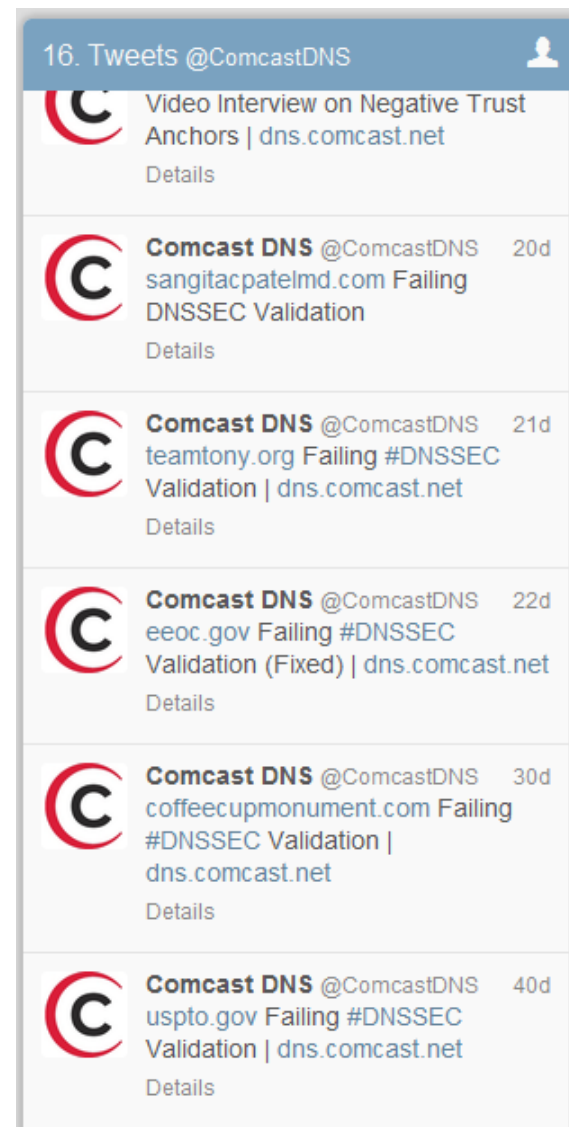 16. Tweets @ComcastDNS
Video Interview on Negative Trust
Anchors | dns.comcast.net
Details
Comcast DNS @ComcastDNS 20d
sangitacpatelmd.com Failing
DNSSEC Validation
Details
Comcast DNS @ComcastDNS 21d
teamtony.org Failing #DNSSEC
Validation | dns.comcast.net
Details
Comcast DNS @ComcastDNS 22d
eeoc.gov Failing #DNSSEC
Validation (Fixed) | dns.comcast.net
Details
Comcast DNS @ComcastDNS 30d
coffeecupmonument.com Failing
#DNSSEC Validation |
dns.comcast.net
Details
Comcast DNS @ComcastDNS 40d
uspto.gov Failing #DNSSEC
Validation | dns.comcast.net
Details